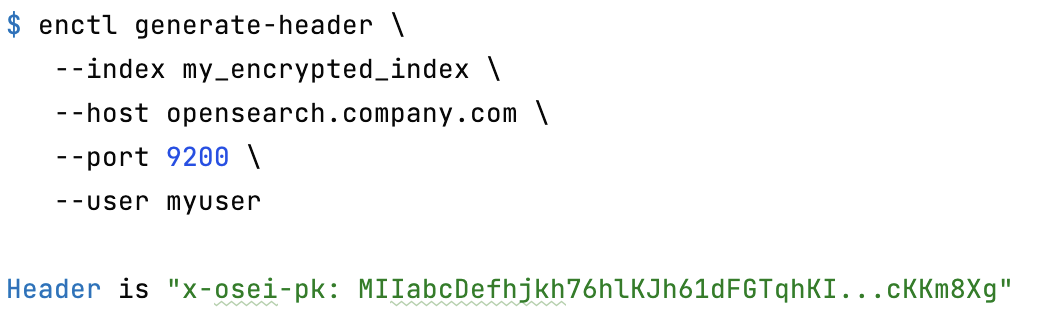 $ enctl generate-header \
--index my_encrypted_index \
--host opensearch.company.com \
--port 9200 \
--user myuser
Header is "x-osei-pk: MIIabcDefhjkh76hlKJh61dFGTqhKI...cKKm8Xg"